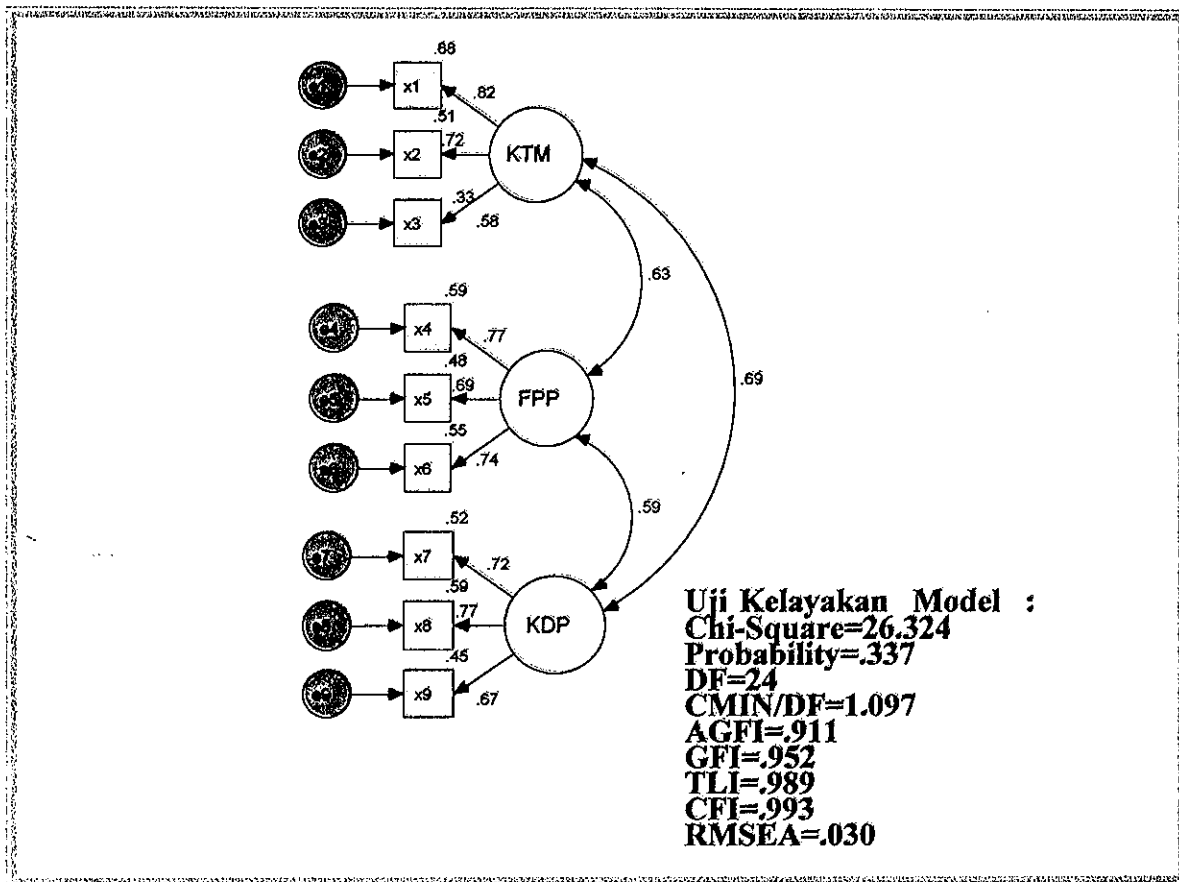 .68
x1
.82
.51
x2
.72
KTM
.33
x3
.58
.63
.59
e4
x4
.77
.48
x5
.69
FPP
.69
.55
x6
.74
.59
.52
e7
x7
.72
.59
x8
.77
KDP
.45
x9
.67
Uji Kelayakan Model :
Chi-Square=26.324
Probability=.337
DF=24
CMIN/DF=1.097
AGFI=.911
GFI=.952
TLI=.989
CFI=.993
RMSEA=.030